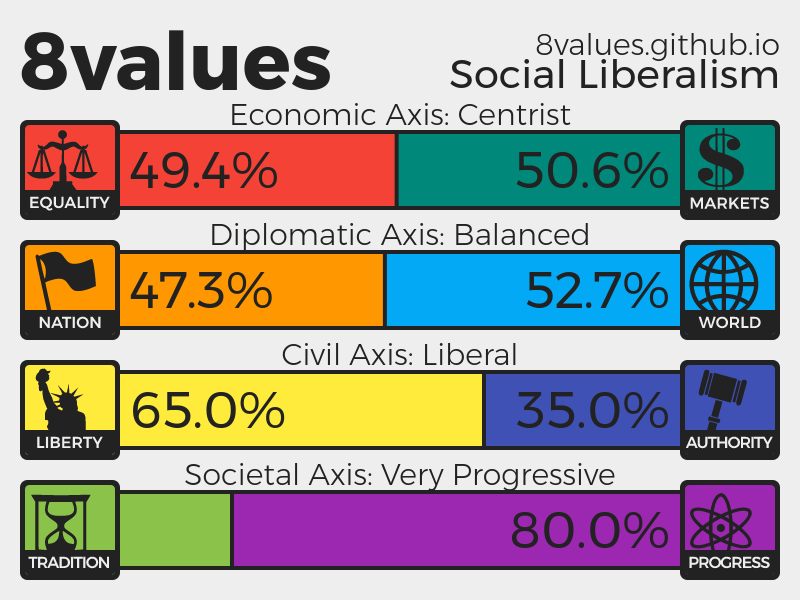 8values
8values.github.io
Social Liberalism
Economic Axis: Centrist
EQUALITY
49.4%
50.6%
MARKETS
Diplomatic Axis: Balanced
NATION
47.3%
52.7%
WORLD
Civil Axis: Liberal
LIBERTY
65.0%
35.0%
AUTHORITY
Societal Axis: Very Progressive
TRADITION
80.0%
PROGRESS